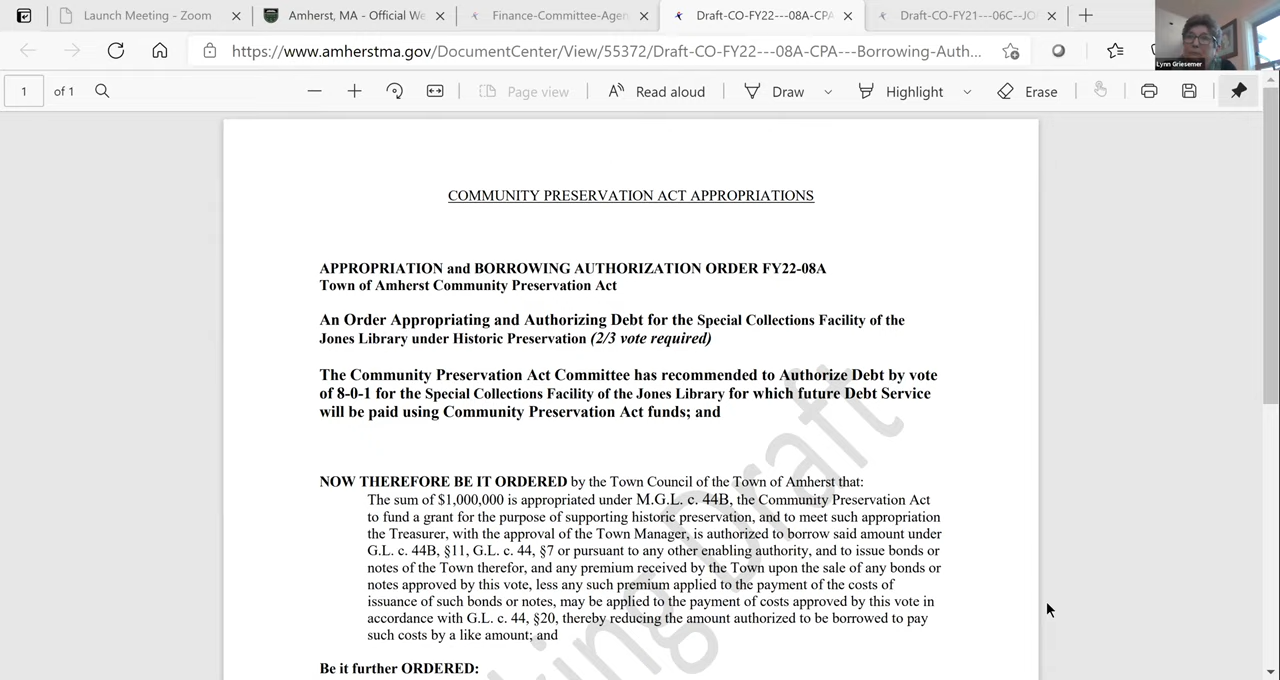 Launch Meeting - Zoom
Amherst, MA - Official We
Finance-Committee-Agen
Draft-CO-FY22---08A-CPA
Draft-CO-FY21---06C--JO
https://www.amherstma.gov/DocumentCenter/View/55372/Draft-CO-FY22---08A-CPA---Borrowing-Auth...
Lynn Griesemer
1 of 1
Page view
Read aloud
Draw
Highlight
Erase
COMMUNITY PRESERVATION ACT APPROPRIATIONS
APPROPRIATION and BORROWING AUTHORIZATION ORDER FY22-08A
Town of Amherst Community Preservation Act
An Order Appropriating and Authorizing Debt for the Special Collections Facility of the
Jones Library under Historic Preservation (2/3 vote required)
The Community Preservation Act Committee has recommended to Authorize Debt by vote
of 8-0-1 for the Special Collections Facility of the Jones Library for which future Debt Service
will be paid using Community Preservation Act funds; and
NOW THEREFORE BE IT ORDERED by the Town Council of the Town of Amherst that:
The sum of $1,000,000 is appropriated under M.G.L. c. 44B, the Community Preservation Act
to fund a grant for the purpose of supporting historic preservation, and to meet such appropriation
the Treasurer, with the approval of the Town Manager, is authorized to borrow said amount under
G.L. c. 44B, §11, G.L. c. 44, §7 or pursuant to any other enabling authority, and to issue bonds or
notes of the Town therefor, and any premium received by the Town upon the sale of any bonds or
notes approved by this vote, less any such premium applied to the payment of the costs of
issuance of such bonds or notes, may be applied to the payment of costs approved by this vote in
accordance with G.L. c. 44, §20, thereby reducing the amount authorized to be borrowed to pay
such costs by a like amount; and
Be it further ORDERED:
ing Draft